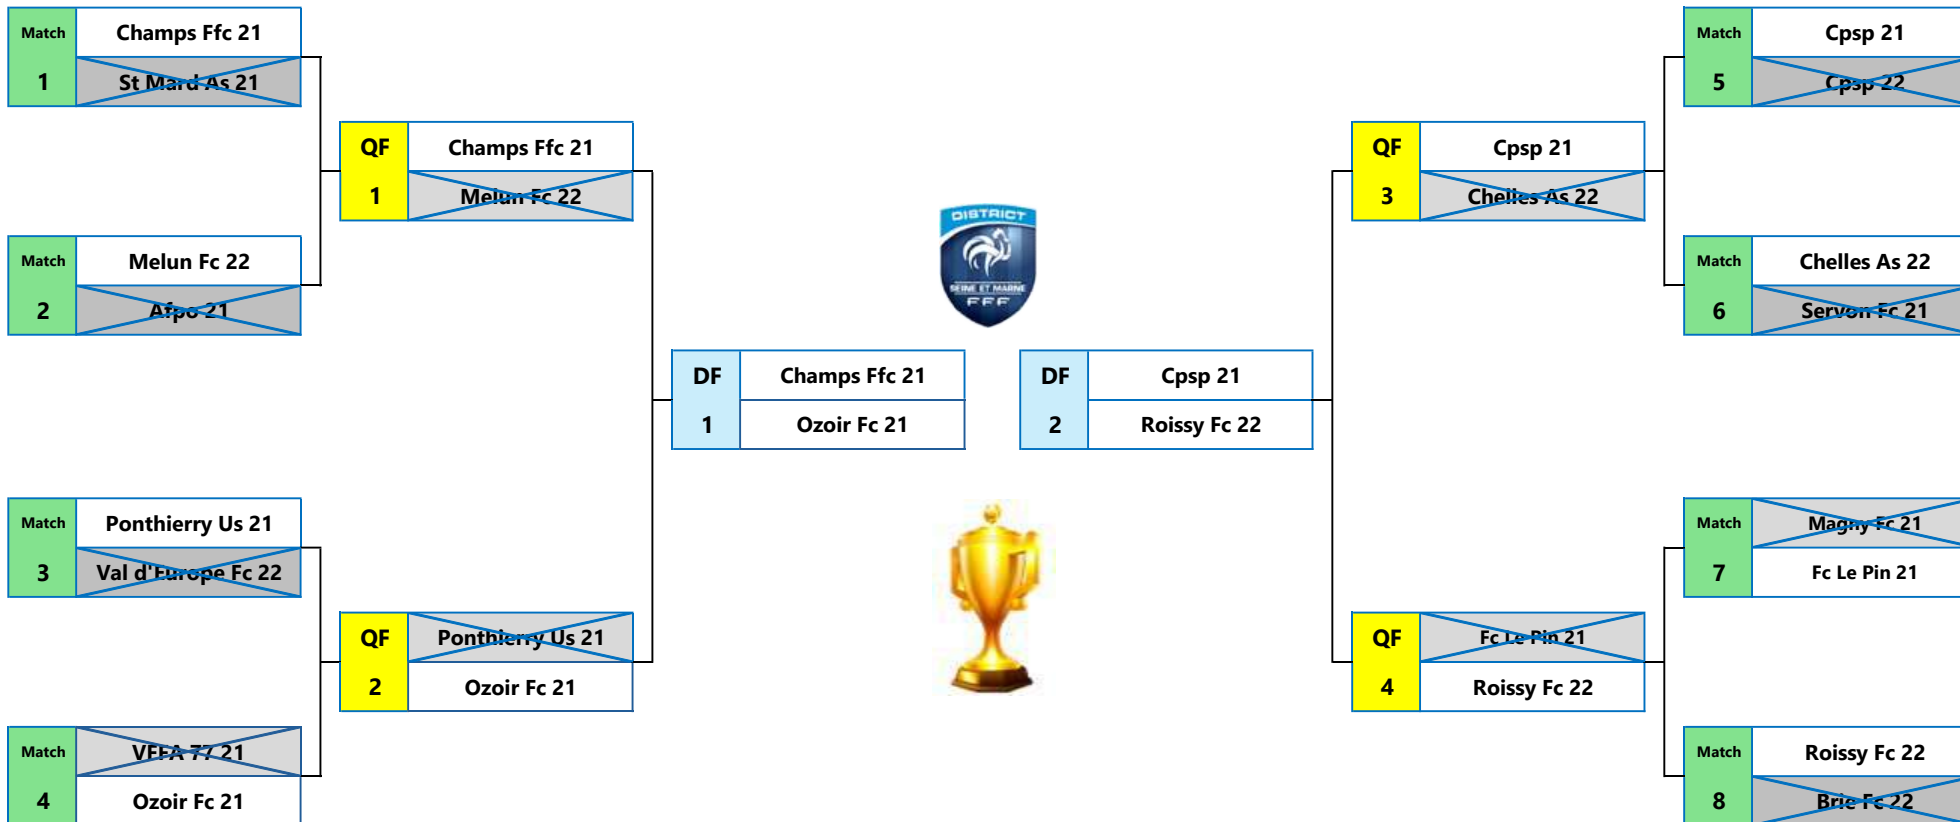 Match
1
Champs Ffc 21
St Mard As 21
Match
2
Melun Fc 22
Afpo 21
Match
3
Ponthierry Us 21
Val d'Europe Fc 22
Match
4
VFFA 77 21
Ozoir Fc 21
QF
1
Champs Ffc 21
Melun Fc 22
QF
2
Ponthierry Us 21
Ozoir Fc 21
DF
1
Champs Ffc 21
Ozoir Fc 21
DISTRICT
SEINE ET MARNE
FFF
DF
2
Cpsp 21
Roissy Fc 22
QF
3
Cpsp 21
Chelles As 22
QF
4
Fc Le Pin 21
Roissy Fc 22
Match
5
Cpsp 21
Cpsp 22
Match
6
Chelles As 22
Servon Fc 21
Match
7
Magny Fc 21
Fc Le Pin 21
Match
8
Roissy Fc 22
Brie Fc 22